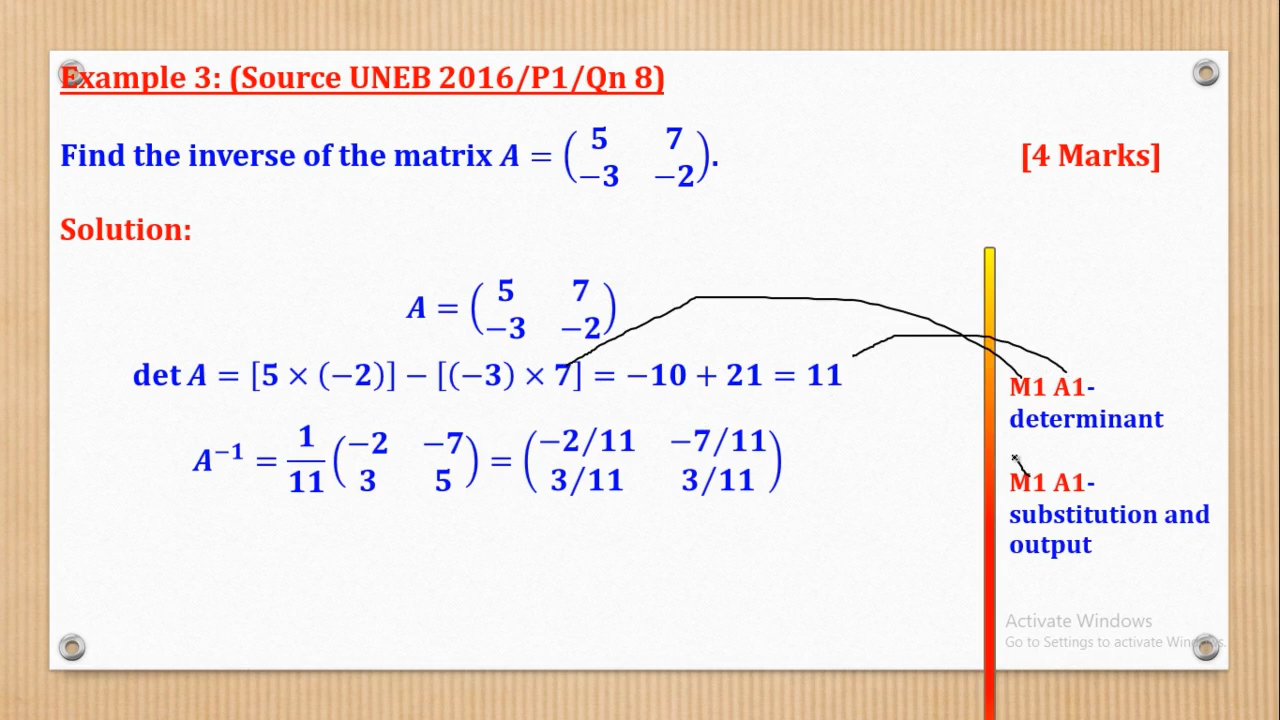 Example 3: (Source UNEB 2016/P1/Qn 8)
Find the inverse of the matrix A = (5 7
−3 −2). [4 Marks]
Solution:
A = (5 7
−3 −2)
det A = [5 × (−2)] − [(−3) × 7] = −10 + 21 = 11
A⁻¹ = 1/11 (−2 −7
3 5) = (−2/11 −7/11
3/11 3/11)
M1 A1-
determinant
M1 A1-
substitution and
output
Activate Windows
Go to Settings to activate Windows.